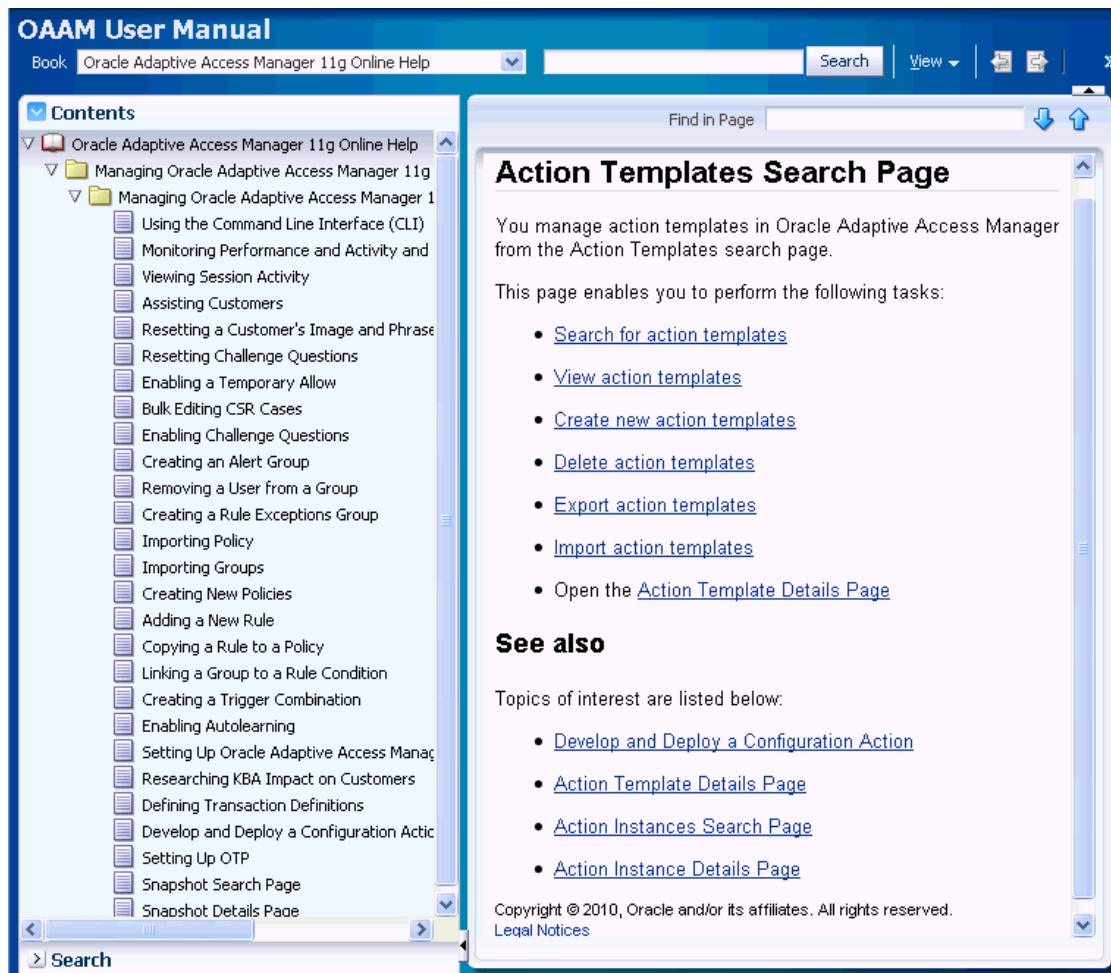 OAAM User Manual
Book Oracle Adaptive Access Manager 11g Online Help Search View
Contents
Oracle Adaptive Access Manager 11g Online Help
Managing Oracle Adaptive Access Manager 11g
Managing Oracle Adaptive Access Manager 1
Using the Command Line Interface (CLI)
Monitoring Performance and Activity and
Viewing Session Activity
Assisting Customers
Resetting a Customer's Image and Phrase
Resetting Challenge Questions
Enabling a Temporary Allow
Bulk Editing CSR Cases
Enabling Challenge Questions
Creating an Alert Group
Removing a User from a Group
Creating a Rule Exceptions Group
Importing Policy
Importing Groups
Creating New Policies
Adding a New Rule
Copying a Rule to a Policy
Linking a Group to a Rule Condition
Creating a Trigger Combination
Enabling Autolearning
Setting Up Oracle Adaptive Access Manag
Researching KBA Impact on Customers
Defining Transaction Definitions
Develop and Deploy a Configuration Actic
Setting Up OTP
Snapshot Search Page
Snapshot Details Page
Search
Find in Page
Action Templates Search Page
You manage action templates in Oracle Adaptive Access Manager
from the Action Templates search page.
This page enables you to perform the following tasks:
• Search for action templates
• View action templates
• Create new action templates
• Delete action templates
• Export action templates
• Import action templates
• Open the Action Template Details Page
See also
Topics of interest are listed below:
• Develop and Deploy a Configuration Action
• Action Template Details Page
• Action Instances Search Page
• Action Instance Details Page
Copyright © 2010, Oracle and/or its affiliates. All rights reserved.
Legal Notices